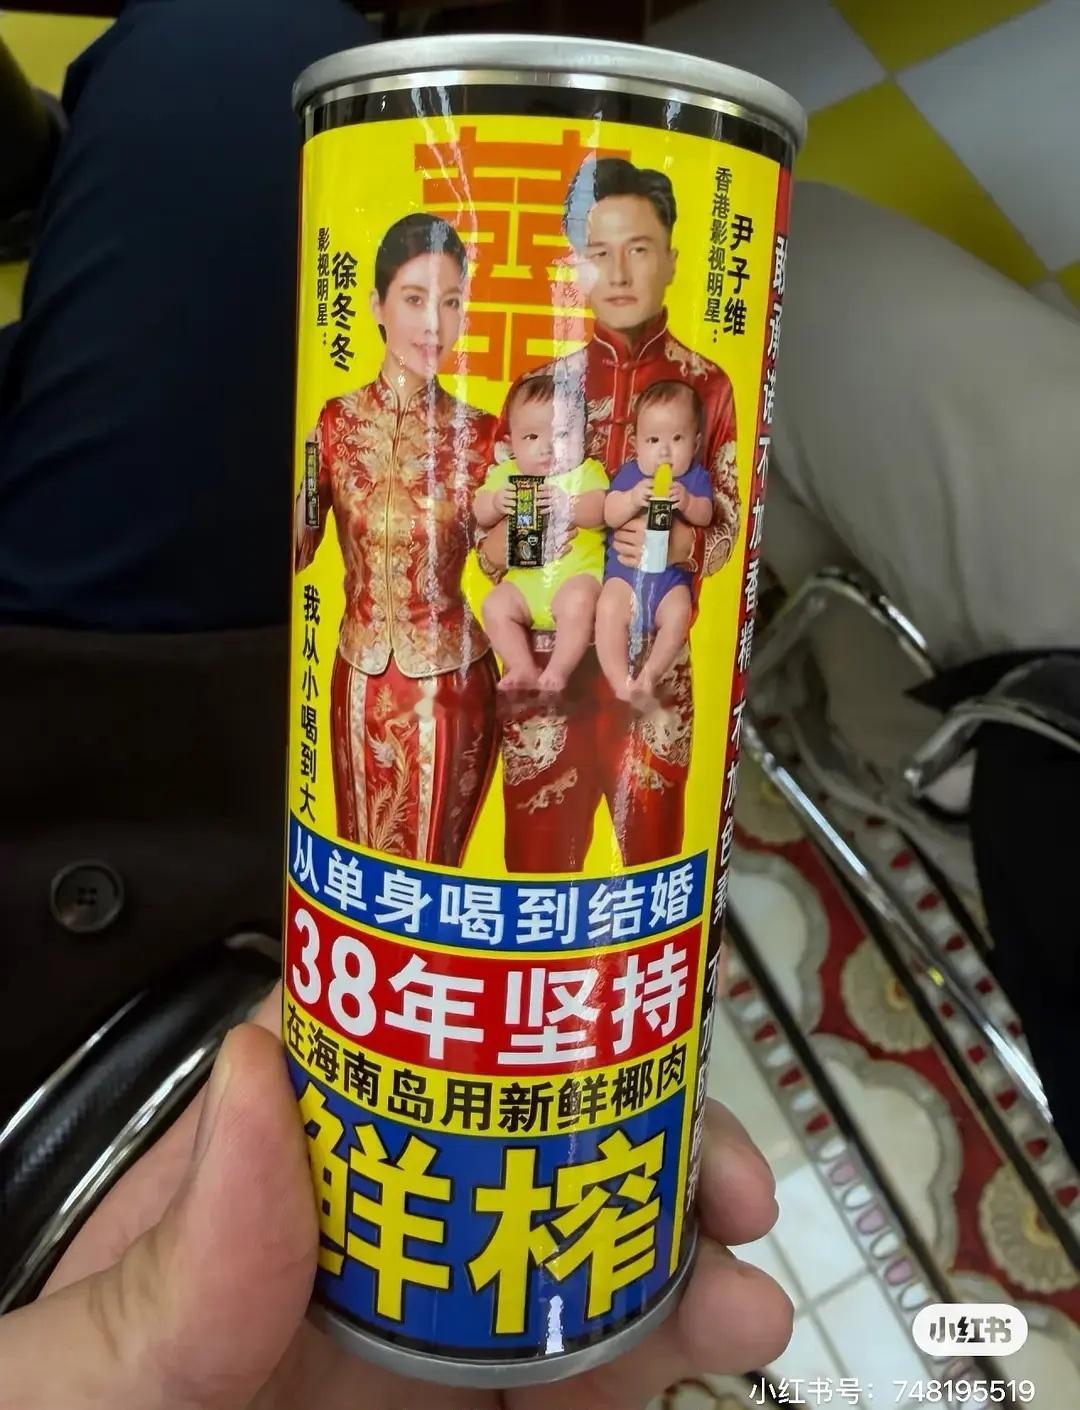 囍
影视明星：
徐冬冬
香港影视明星：
尹子维
我从小喝到大
从单身喝到结婚
38年坚持
在海南岛用新鲜椰肉
鲜榨
敢承诺不加香精不加色素 不加
小红书
小红书号：748195519